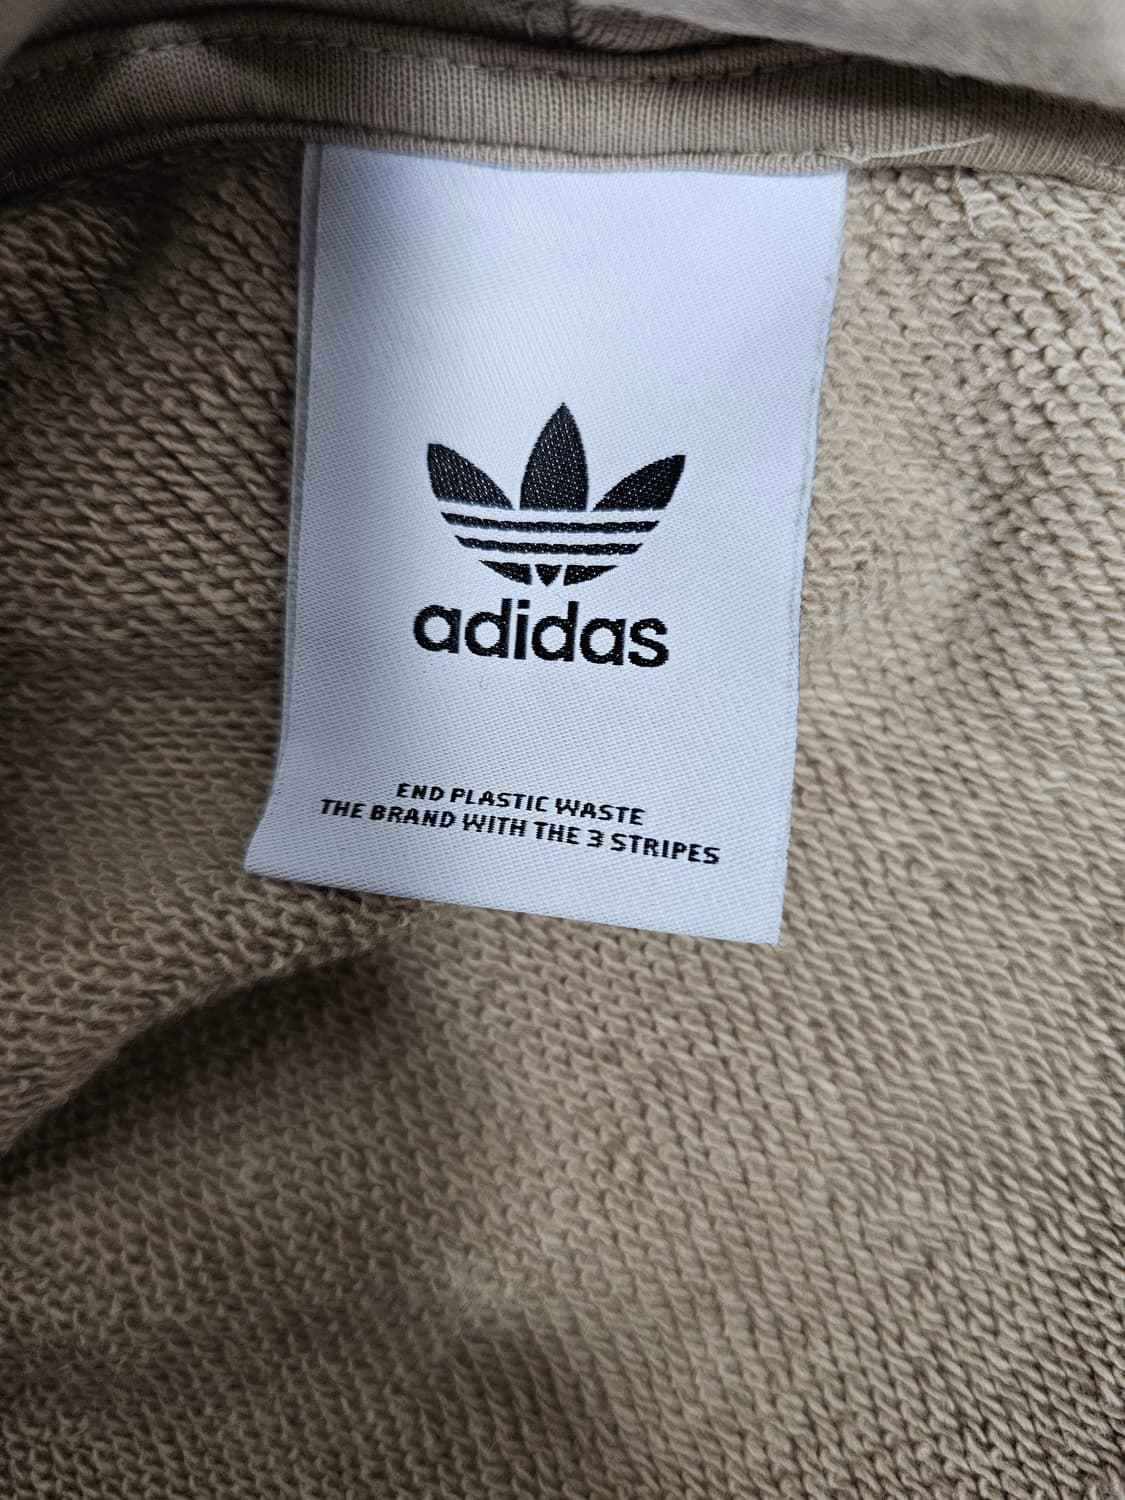 adidas
END PLASTIC WASTE
THE BRAND WITH THE 3 STRIPES